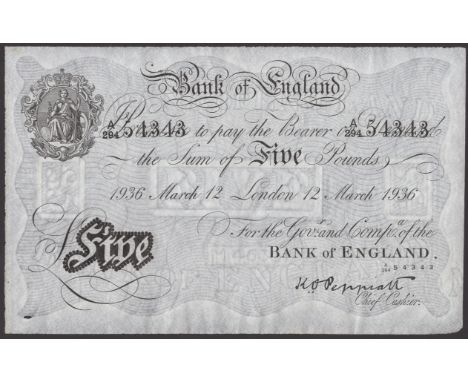 Bank of England
A/294 54343 A/294 54343
Promise to pay the Bearer on Demand
the Sum of Five Pounds
1936 March 12 London 12 March 1936
For the Govr. and Compa. of the
BANK of ENGLAND.
A/294 54343
Five
K O Peppiatt
Chief Cashier.